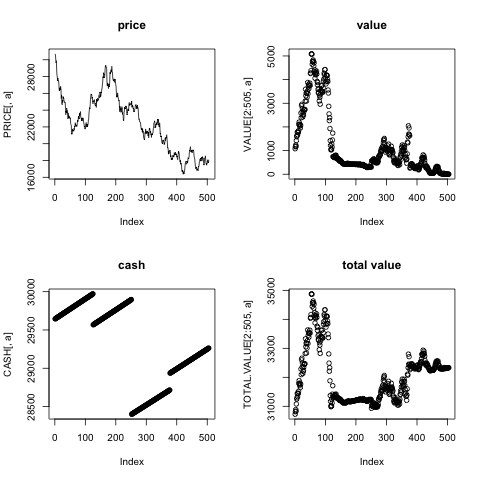 price
PRICE[, a]
16000 22000 28000
0 100 200 300 400 500
Index
value
VALUE[2:505, a]
0 1000 3000 5000
0 100 200 300 400 500
Index
cash
CASH[, a]
28500 29000 29500 30000
0 100 200 300 400 500
Index
total value
TOTAL.VALUE[2:505, a]
31000 33000 35000
0 100 200 300 400 500
Index